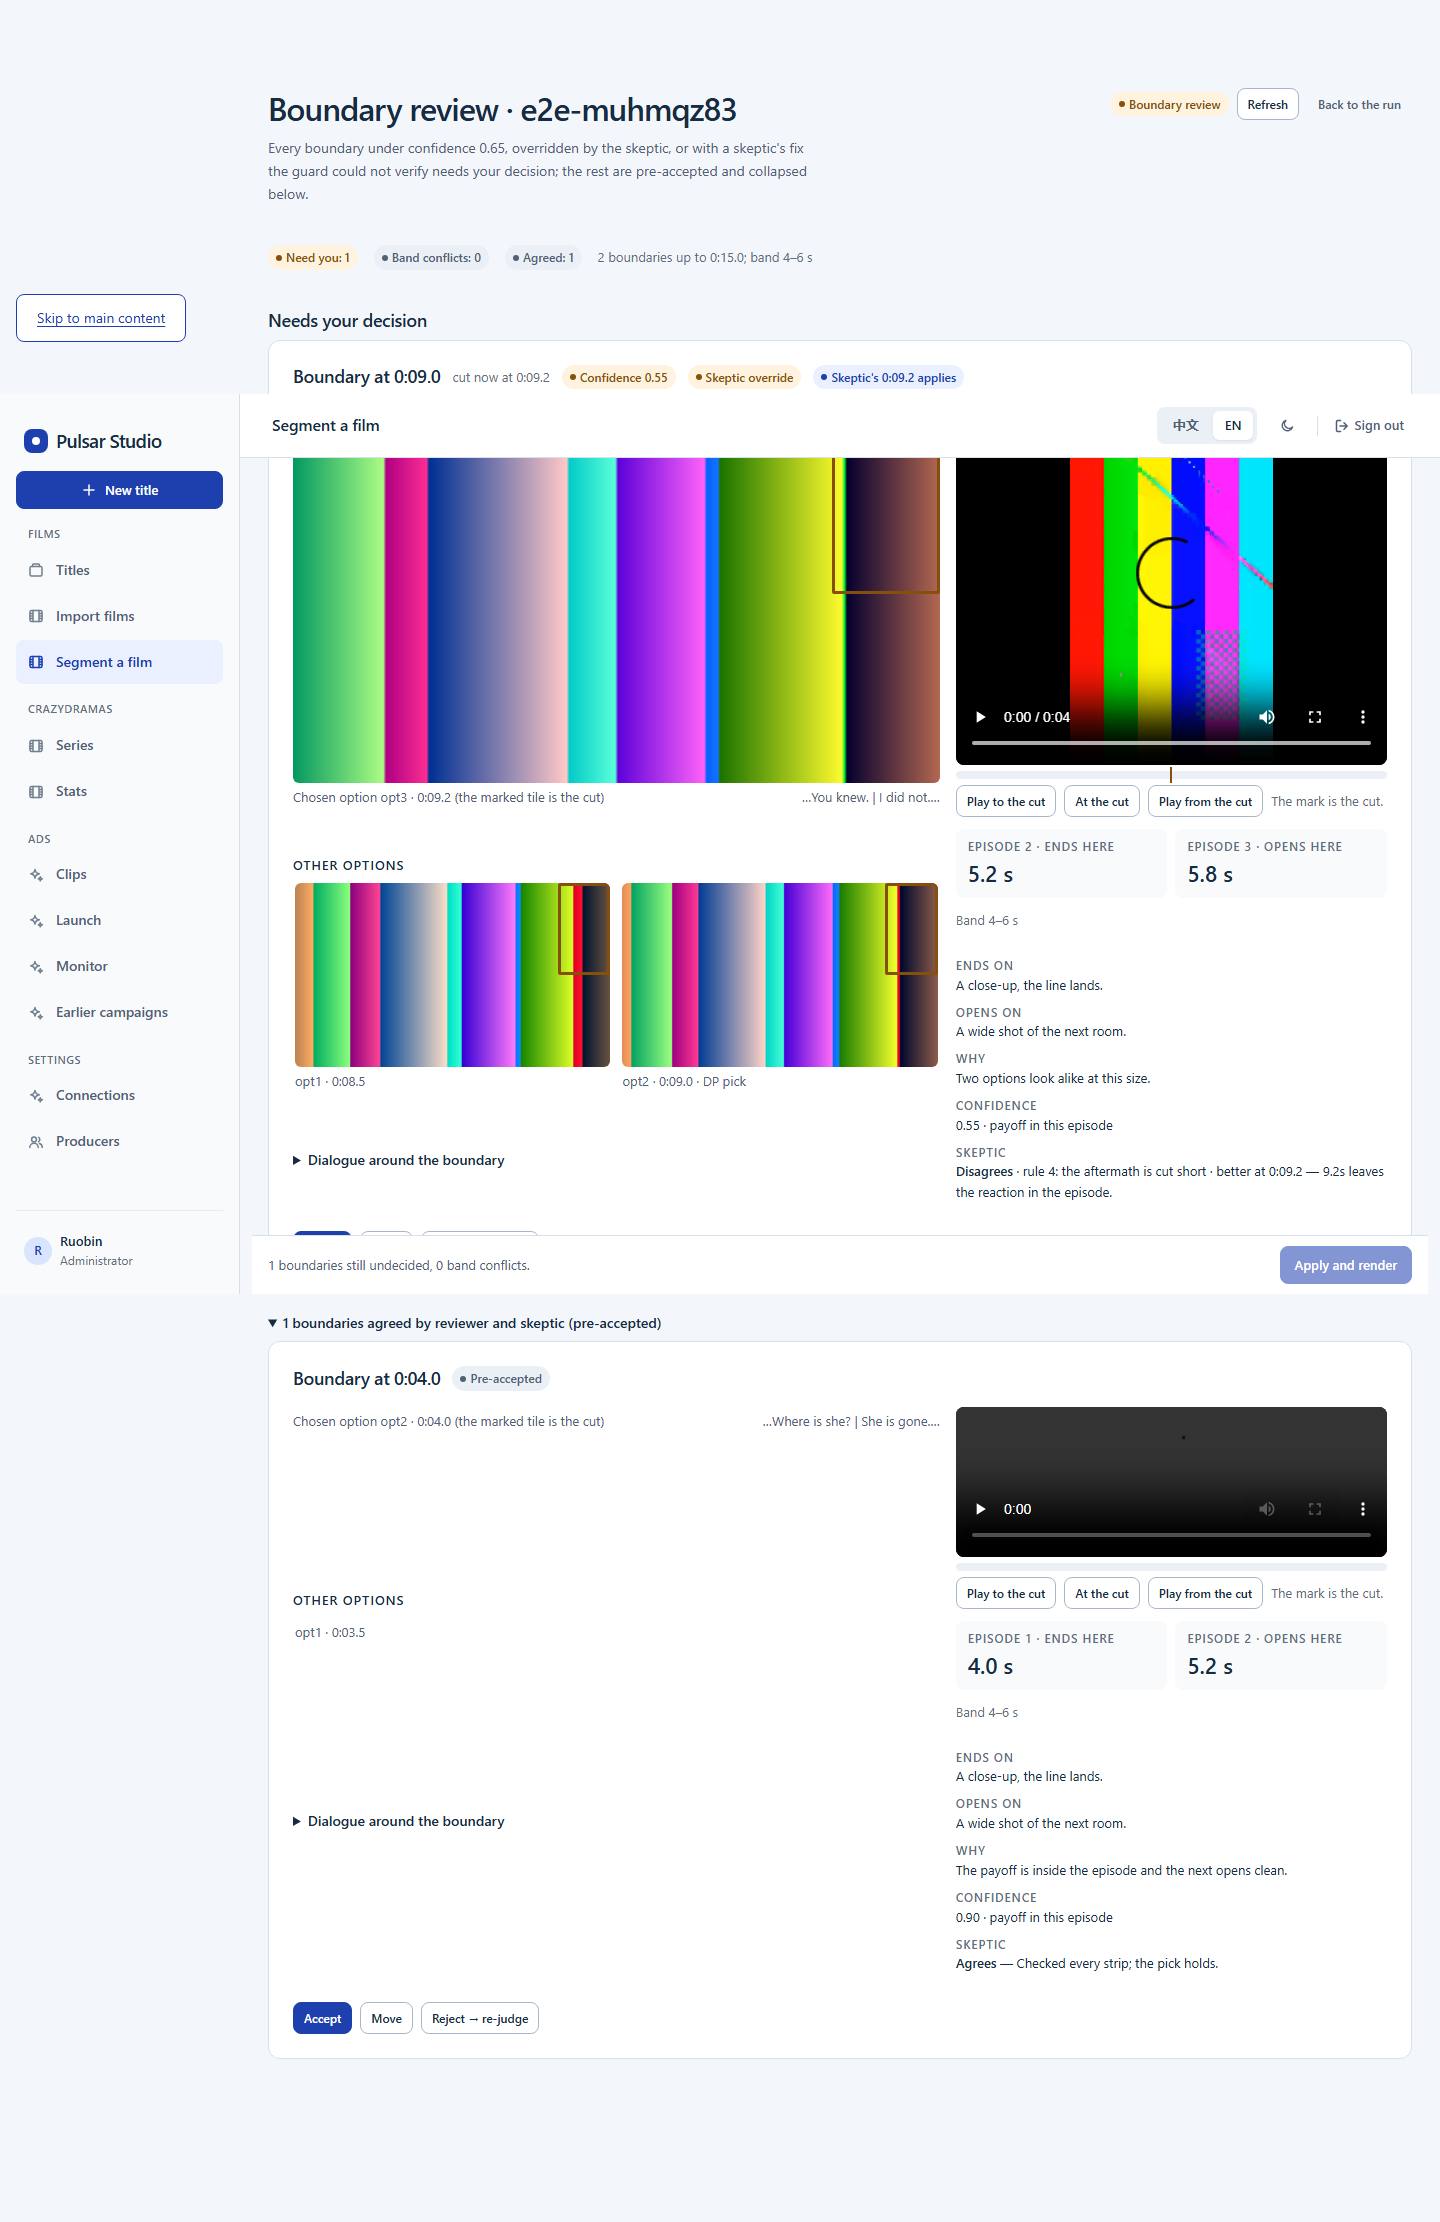 Boundary review · e2e-muhmqz83
Boundary review
Refresh
Back to the run
Every boundary under confidence 0.65, overridden by the skeptic, or with a skeptic's fix
the guard could not verify needs your decision; the rest are pre-accepted and collapsed
below.
Need you: 1
Band conflicts: 0
Agreed: 1
2 boundaries up to 0:15.0; band 4–6 s
Skip to main content
Needs your decision
Boundary at 0:09.0
cut now at 0:09.2
Confidence 0.55
Skeptic override
Skeptic's 0:09.2 applies
Pulsar Studio
New title
FILMS
Titles
Import films
Segment a film
CRAZYDRAMAS
Series
Stats
ADS
Clips
Launch
Monitor
Earlier campaigns
SETTINGS
Connections
Producers
R
Ruobin
Administrator
Segment a film
中文
EN
Sign out
0:00 / 0:04
Chosen option opt3 · 0:09.2 (the marked tile is the cut)
...You knew. | I did not....
Play to the cut
At the cut
Play from the cut
The mark is the cut.
EPISODE 2 · ENDS HERE
5.2 s
EPISODE 3 · OPENS HERE
5.8 s
Band 4–6 s
OTHER OPTIONS
opt1 · 0:08.5
opt2 · 0:09.0 · DP pick
ENDS ON
A close-up, the line lands.
OPENS ON
A wide shot of the next room.
WHY
Two options look alike at this size.
CONFIDENCE
0.55 · payoff in this episode
SKEPTIC
Disagrees · rule 4: the aftermath is cut short · better at 0:09.2 — 9.2s leaves
the reaction in the episode.
Dialogue around the boundary
1 boundaries still undecided, 0 band conflicts.
Apply and render
1 boundaries agreed by reviewer and skeptic (pre-accepted)
Boundary at 0:04.0
Pre-accepted
Chosen option opt2 · 0:04.0 (the marked tile is the cut)
...Where is she? | She is gone....
0:00
Play to the cut
At the cut
Play from the cut
The mark is the cut.
OTHER OPTIONS
opt1 · 0:03.5
EPISODE 1 · ENDS HERE
4.0 s
EPISODE 2 · OPENS HERE
5.2 s
Band 4–6 s
ENDS ON
A close-up, the line lands.
OPENS ON
A wide shot of the next room.
WHY
The payoff is inside the episode and the next opens clean.
CONFIDENCE
0.90 · payoff in this episode
SKEPTIC
Agrees — Checked every strip; the pick holds.
Dialogue around the boundary
Accept
Move
Reject → re-judge